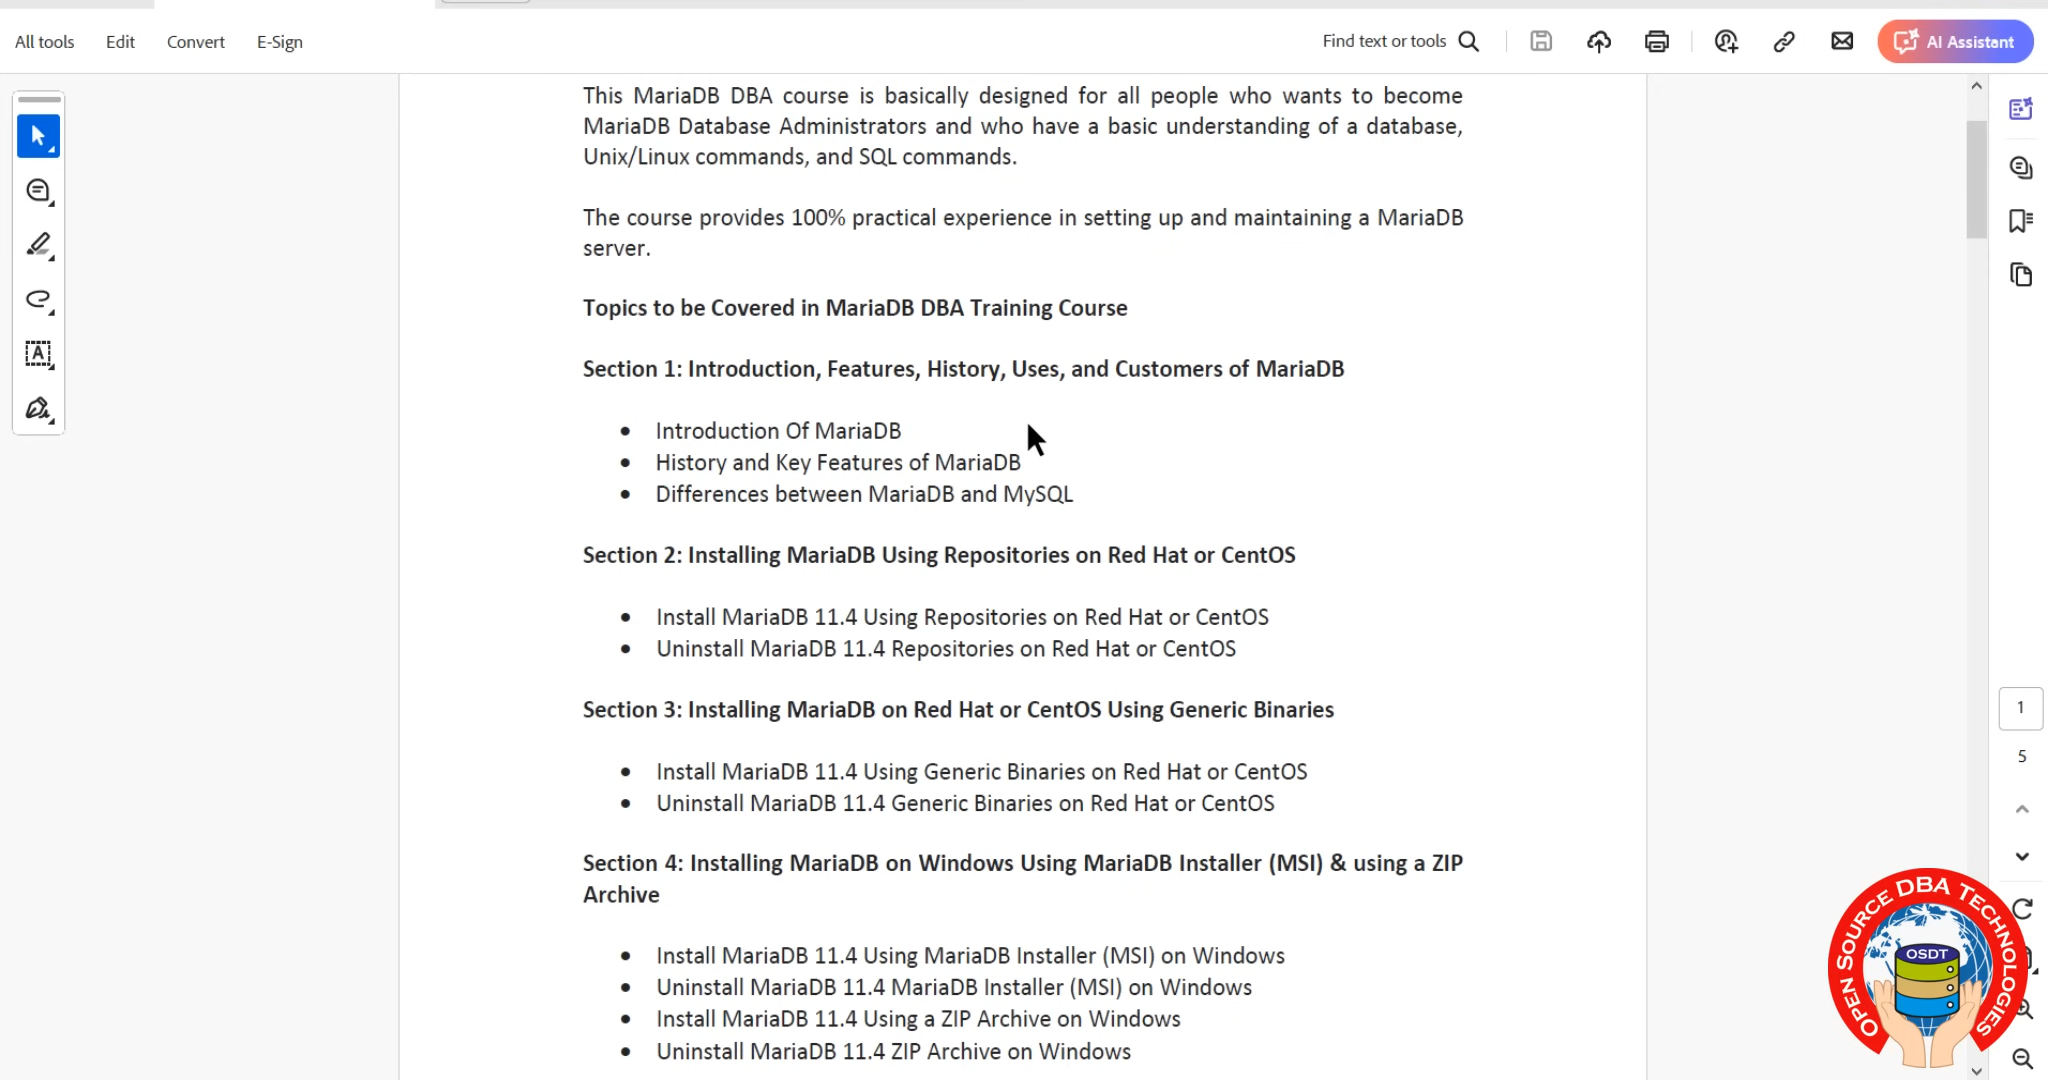 All tools Edit Convert E-Sign Find text or tools AI Assistant
This MariaDB DBA course is basically designed for all people who wants to become
MariaDB Database Administrators and who have a basic understanding of a database,
Unix/Linux commands, and SQL commands.
The course provides 100% practical experience in setting up and maintaining a MariaDB
server.
Topics to be Covered in MariaDB DBA Training Course
Section 1: Introduction, Features, History, Uses, and Customers of MariaDB
• Introduction Of MariaDB
• History and Key Features of MariaDB
• Differences between MariaDB and MySQL
Section 2: Installing MariaDB Using Repositories on Red Hat or CentOS
• Install MariaDB 11.4 Using Repositories on Red Hat or CentOS
• Uninstall MariaDB 11.4 Repositories on Red Hat or CentOS
Section 3: Installing MariaDB on Red Hat or CentOS Using Generic Binaries
• Install MariaDB 11.4 Using Generic Binaries on Red Hat or CentOS
• Uninstall MariaDB 11.4 Generic Binaries on Red Hat or CentOS
Section 4: Installing MariaDB on Windows Using MariaDB Installer (MSI) & using a ZIP
Archive
• Install MariaDB 11.4 Using MariaDB Installer (MSI) on Windows
• Uninstall MariaDB 11.4 MariaDB Installer (MSI) on Windows
• Install MariaDB 11.4 Using a ZIP Archive on Windows
• Uninstall MariaDB 11.4 ZIP Archive on Windows
1
5
OPEN SOURCE DBA TECHNOLOGIES
OSDT